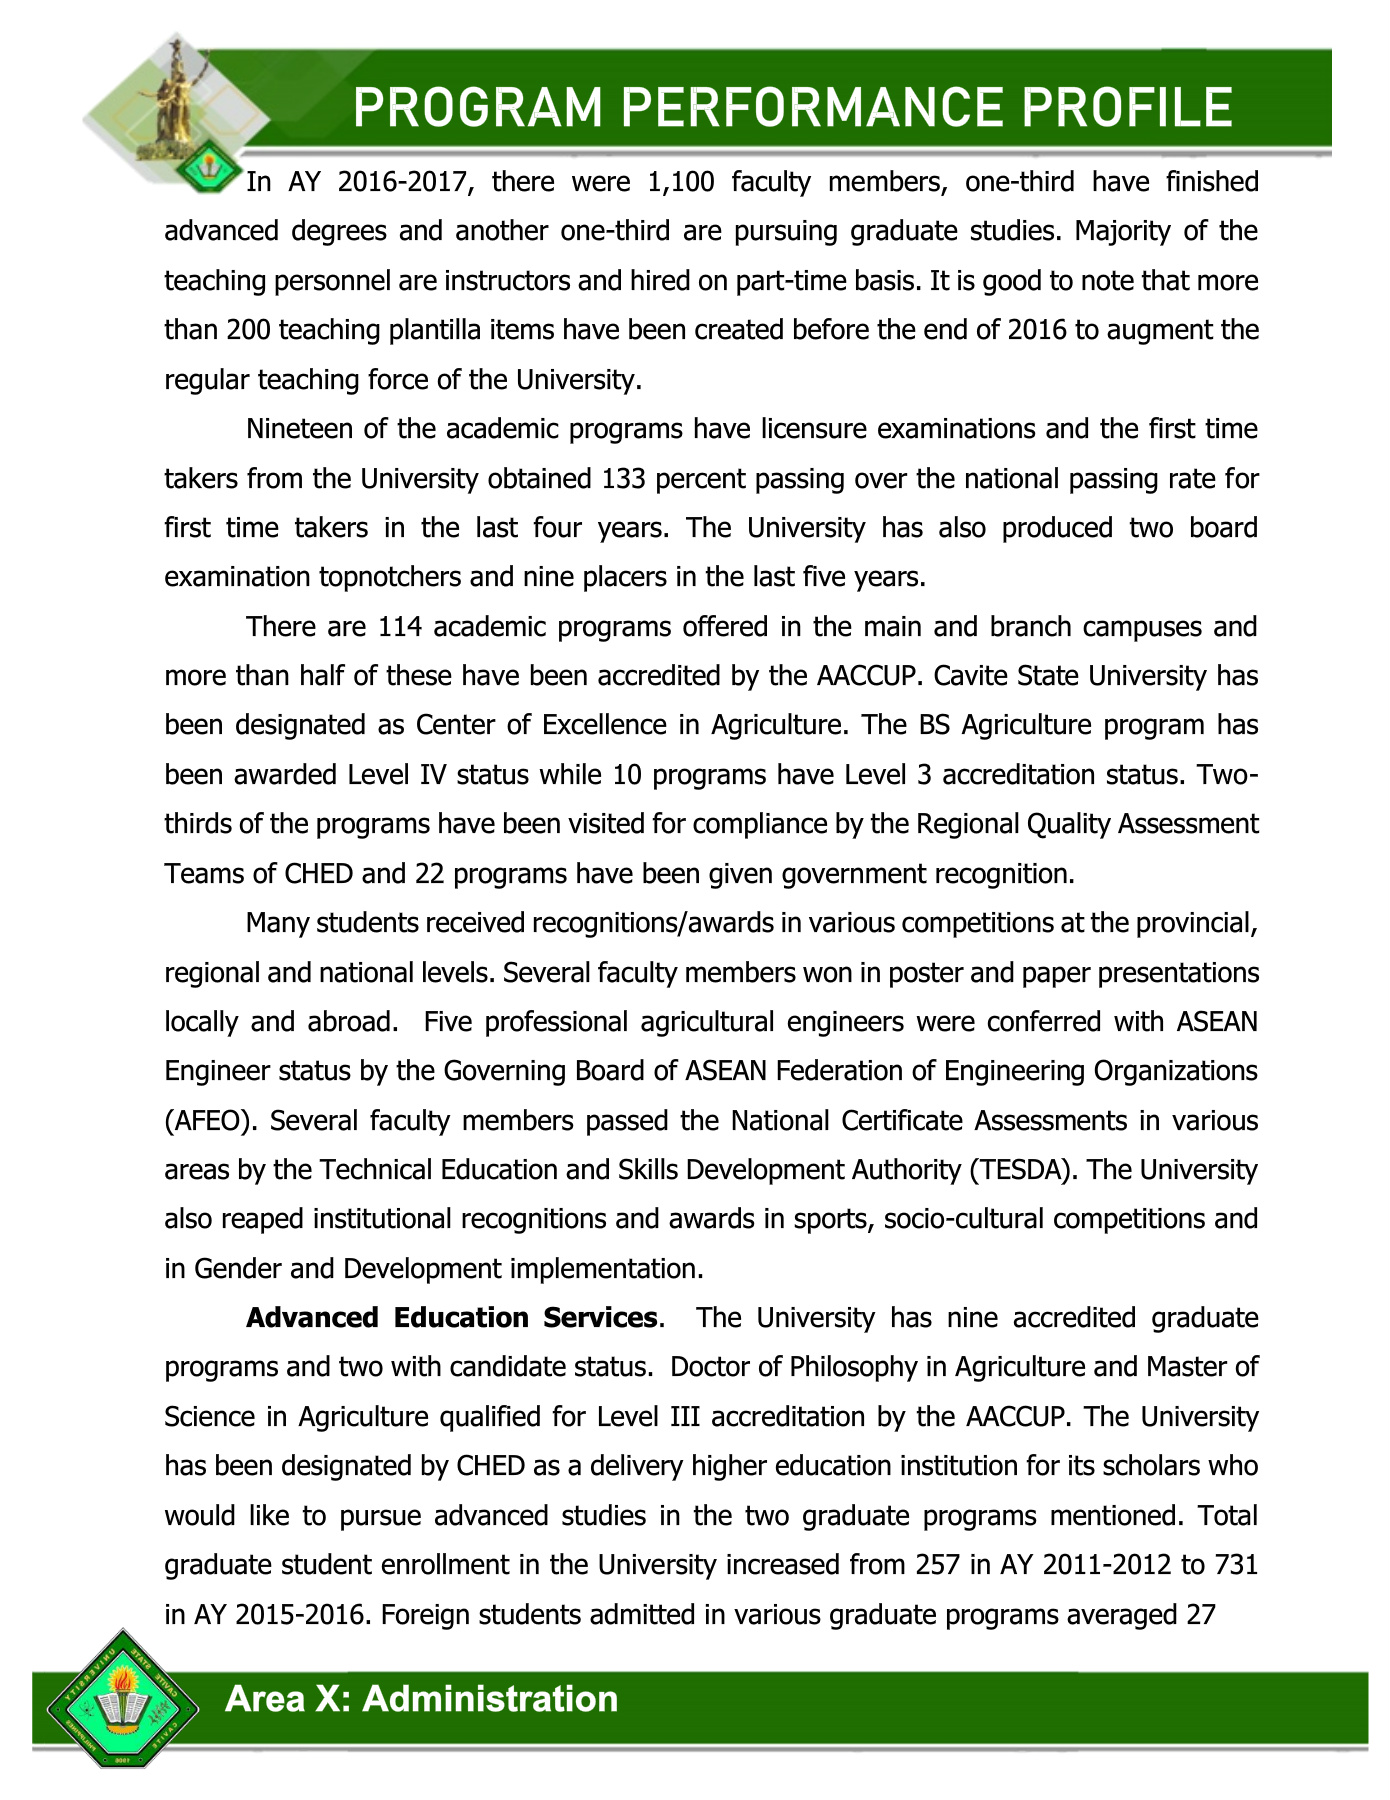 PROGRAM PERFORMANCE PROFILE
In AY 2016-2017, there were 1,100 faculty members, one-third have finished
advanced degrees and another one-third are pursuing graduate studies. Majority of the
teaching personnel are instructors and hired on part-time basis. It is good to note that more
than 200 teaching plantilla items have been created before the end of 2016 to augment the
regular teaching force of the University.
Nineteen of the academic programs have licensure examinations and the first time
takers from the University obtained 133 percent passing over the national passing rate for
first time takers in the last four years. The University has also produced two board
examination topnotchers and nine placers in the last five years.
There are 114 academic programs offered in the main and branch campuses and
more than half of these have been accredited by the AACCUP. Cavite State University has
been designated as Center of Excellence in Agriculture. The BS Agriculture program has
been awarded Level IV status while 10 programs have Level 3 accreditation status. Two-
thirds of the programs have been visited for compliance by the Regional Quality Assessment
Teams of CHED and 22 programs have been given government recognition.
Many students received recognitions/awards in various competitions at the provincial,
regional and national levels. Several faculty members won in poster and paper presentations
locally and abroad.  Five professional agricultural engineers were conferred with ASEAN
Engineer status by the Governing Board of ASEAN Federation of Engineering Organizations
(AFEO). Several faculty members passed the National Certificate Assessments in various
areas by the Technical Education and Skills Development Authority (TESDA). The University
also reaped institutional recognitions and awards in sports, socio-cultural competitions and
in Gender and Development implementation.
Advanced Education Services.  The University has nine accredited graduate
programs and two with candidate status.  Doctor of Philosophy in Agriculture and Master of
Science in Agriculture qualified for Level III accreditation by the AACCUP. The University
has been designated by CHED as a delivery higher education institution for its scholars who
would like to pursue advanced studies in the two graduate programs mentioned. Total
graduate student enrollment in the University increased from 257 in AY 2011-2012 to 731
in AY 2015-2016. Foreign students admitted in various graduate programs averaged 27
CAVITE STATE UNIVERSITY
CAVITE
PHILIPPINES
1906
Area X: Administration